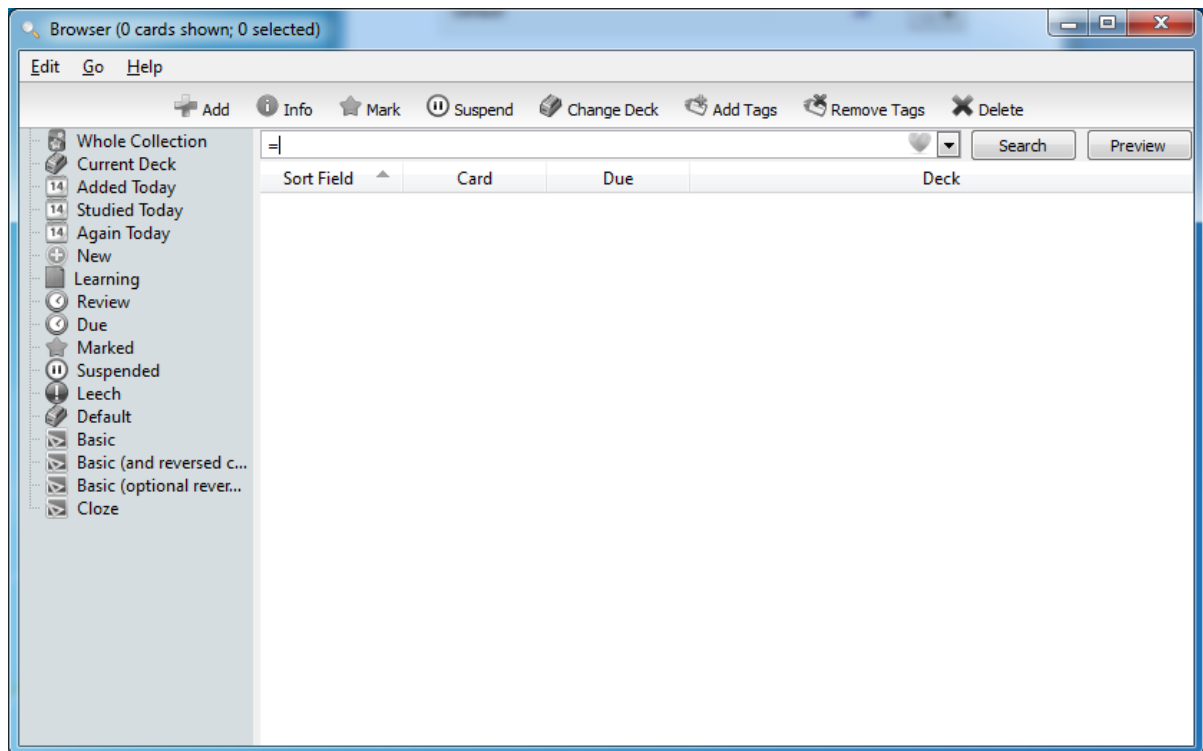 Browser (0 cards shown; 0 selected)
Edit Go Help
Add Info Mark Suspend Change Deck Add Tags Remove Tags Delete
Whole Collection
Current Deck
14 Added Today
14 Studied Today
14 Again Today
New
Learning
Review
Due
Marked
Suspended
Leech
Default
Basic
Basic (and reversed c...
Basic (optional rever...
Cloze
= Search Preview
Sort Field Card Due Deck